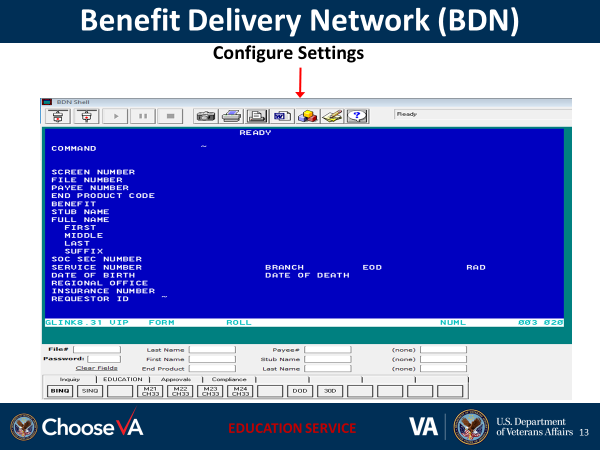 Benefit Delivery Network (BDN)
Configure Settings
BDN Shell
Ready
READY
COMMAND ~
SCREEN NUMBER
FILE NUMBER
PAYEE NUMBER
END PRODUCT CODE
BENEFIT
STUB NAME
FULL NAME
FIRST
MIDDLE
LAST
SUFFIX
SOC SEC NUMBER
SERVICE NUMBER BRANCH EOD RAD
DATE OF BIRTH DATE OF DEATH
REGIONAL OFFICE
INSURANCE NUMBER
REQUESTOR ID ~
GLINK8.31 VIP FORM ROLL NUML 003 020
File# Last Name Payee# (none)
Password: First Name Stub Name (none)
Clear Fields End Product Last Name (none)
Inquiry | EDUCATION | Approvals | Compliance
BINQ SINQ M21 CH33 M22 CH33 M23 CH33 M24 CH33 DOD 30D
ChooseVA
EDUCATION SERVICE
VA
U.S. Department
of Veterans Affairs 13